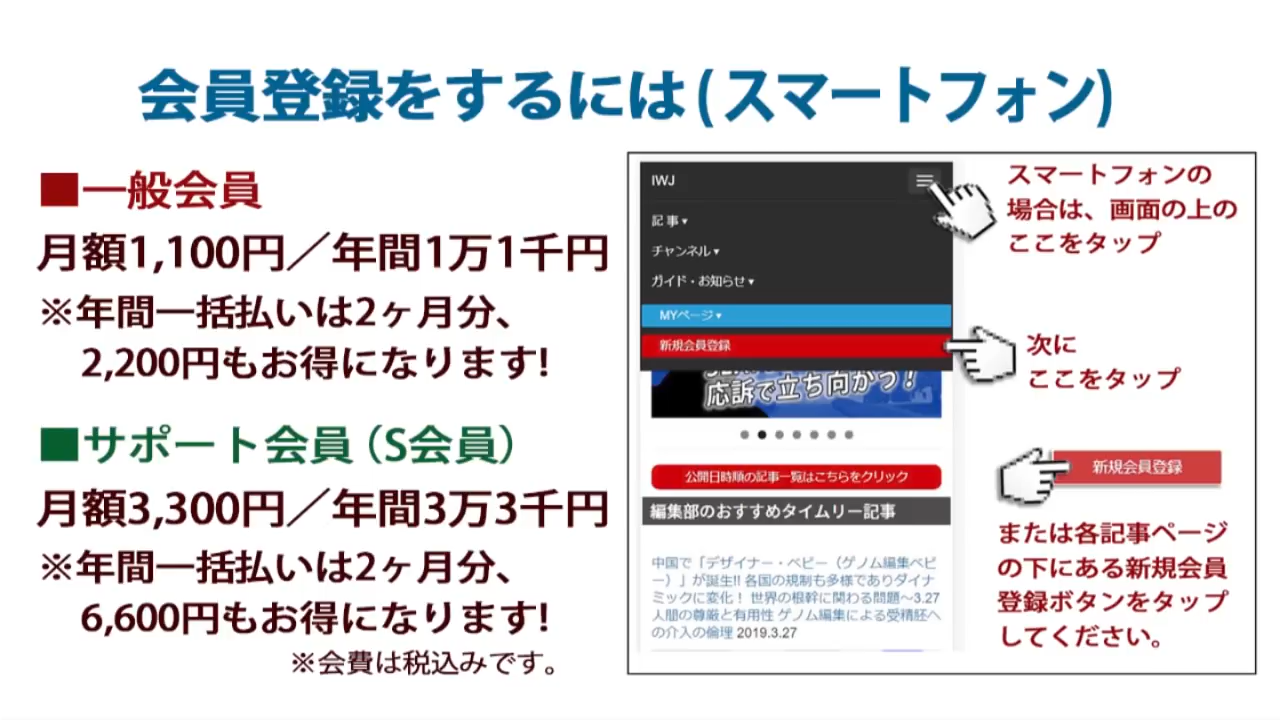 会員登録をするには(スマートフォン)
■一般会員
月額1,100円／年間1万1千円
※年間一括払いは2ヶ月分、
2,200円もお得になります!
■サポート会員（S会員）
月額3,300円／年間3万3千円
※年間一括払いは2ヶ月分、
6,600円もお得になります!
※会費は税込みです。
IWJ
記事▾
チャンネル▾
ガイド・お知らせ▾
MYページ▾
新規会員登録
応訴で立ち向かう！
公開日時順の記事一覧はこちらをクリック
編集部のおすすめタイムリー記事
中国で「デザイナー・ベビー（ゲノム編集ベビ
ー）」が誕生!! 各国の規制も多様でありダイナ
ミックに変化！ 世界の根幹に関わる問題～3.27
人間の尊厳と有用性 ゲノム編集による受精胚へ
の介入の倫理 2019.3.27
スマートフォンの
場合は、画面の上の
ここをタップ
次に
ここをタップ
新規会員登録
または各記事ページ
の下にある新規会員
登録ボタンをタップ
してください。